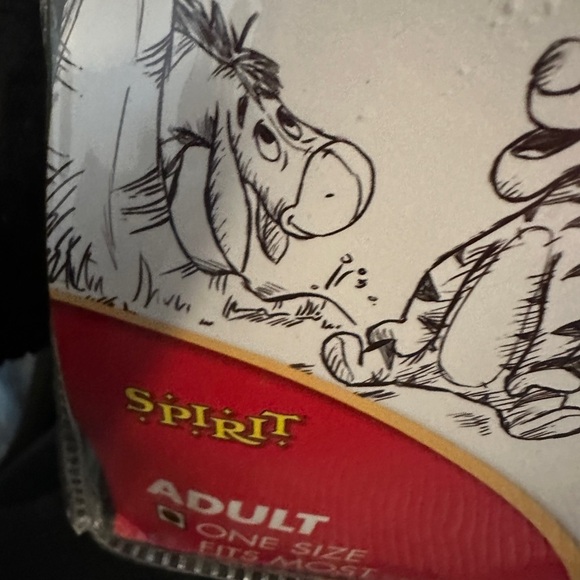 SPIRIT
ADULT
ONE SIZE
FITS MOST